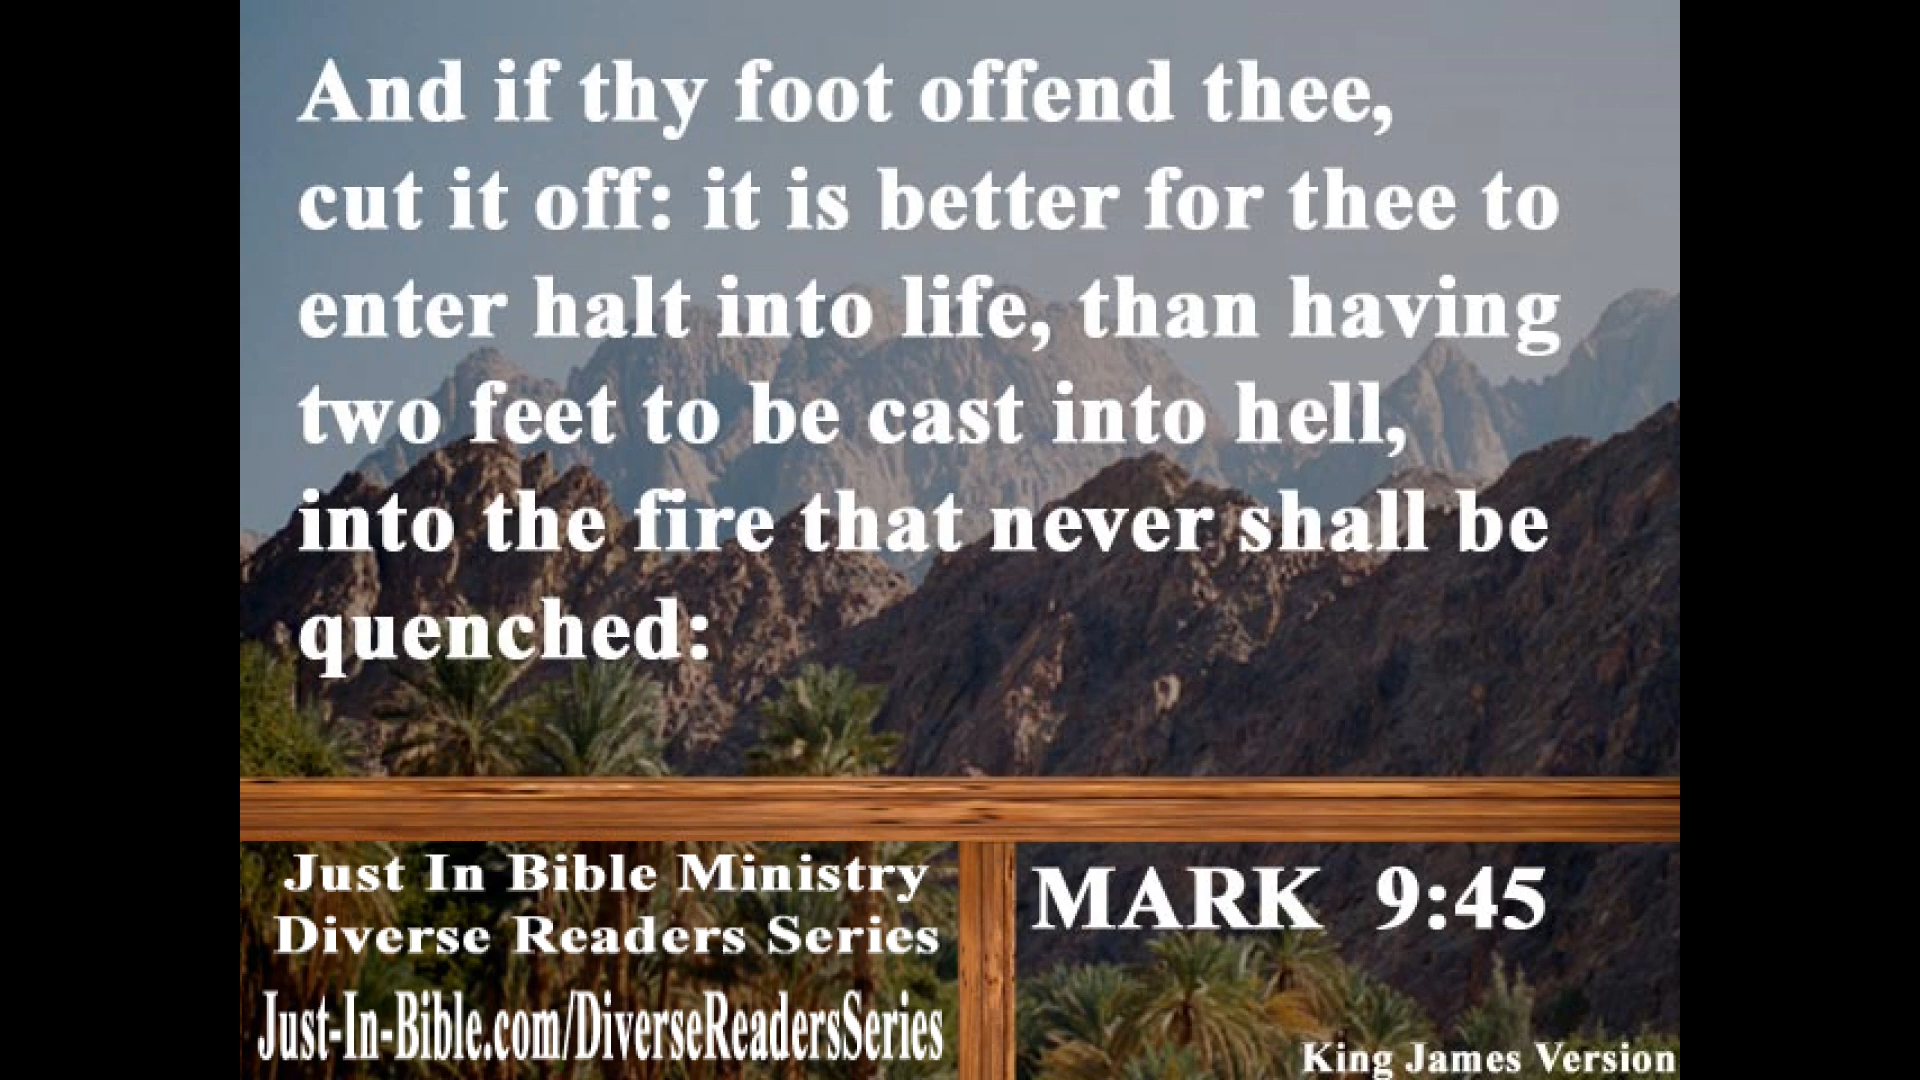 And if thy foot offend thee,
cut it off: it is better for thee to
enter halt into life, than having
two feet to be cast into hell,
into the fire that never shall be
quenched:
Just In Bible Ministry
Diverse Readers Series
Just-In-Bible.com/DiverseReadersSeries
MARK 9:45
King James Version